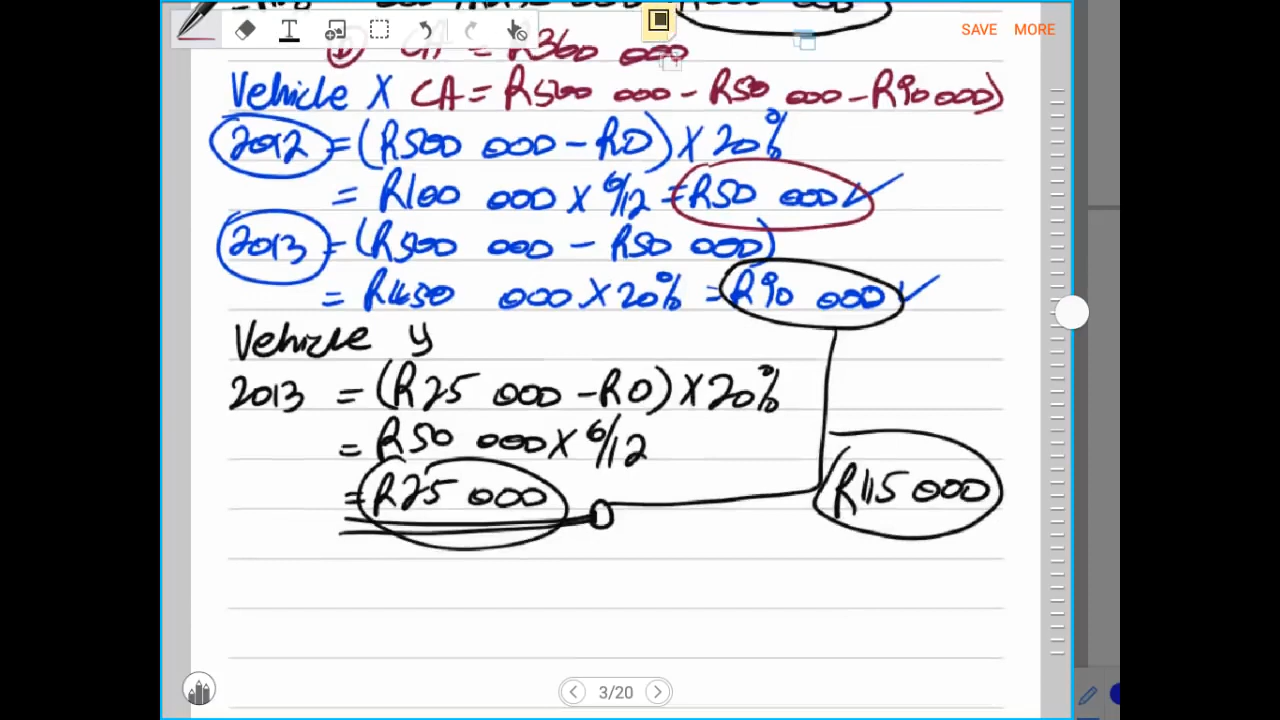 SAVE MORE
CA = R360 000
Vehicle X CA = R500 000 - R50 000 - R90 000)
2012 = (R500 000 - R0) X 20%
= R100 000 X 6/12 = R50 000 ✓
2013 = (R500 000 - R50 000)
= R450 000 X 20% = R90 000 ✓
Vehicle y
2013 = (R25 000 - R0) X 20%
= R50 000 X 6/12
= R25 000
R115 000
3/20